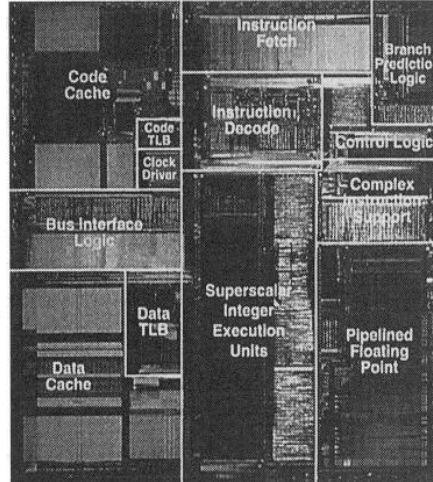 Instruction
Fetch
Branch
Prediction
Logic
Code
Cache
Code
TLB
Instruction
Decode
Control Logic
Clock
Driver
Complex
Instruction
Support
Bus Interface
Logic
Data
TLB
Superscalar
Integer
Execution
Units
Pipelined
Floating
Point
Data
Cache